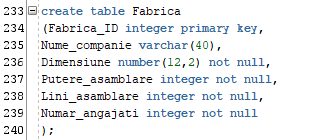 233 create table Fabrica
234 (Fabrica_ID integer primary key,
235 Nume_companie varchar(40),
236 Dimensiune number(12,2) not null,
237 Putere_asamblare integer not null,
238 Lini_asamblare integer not null,
239 Numar_angajati integer not null
240 );